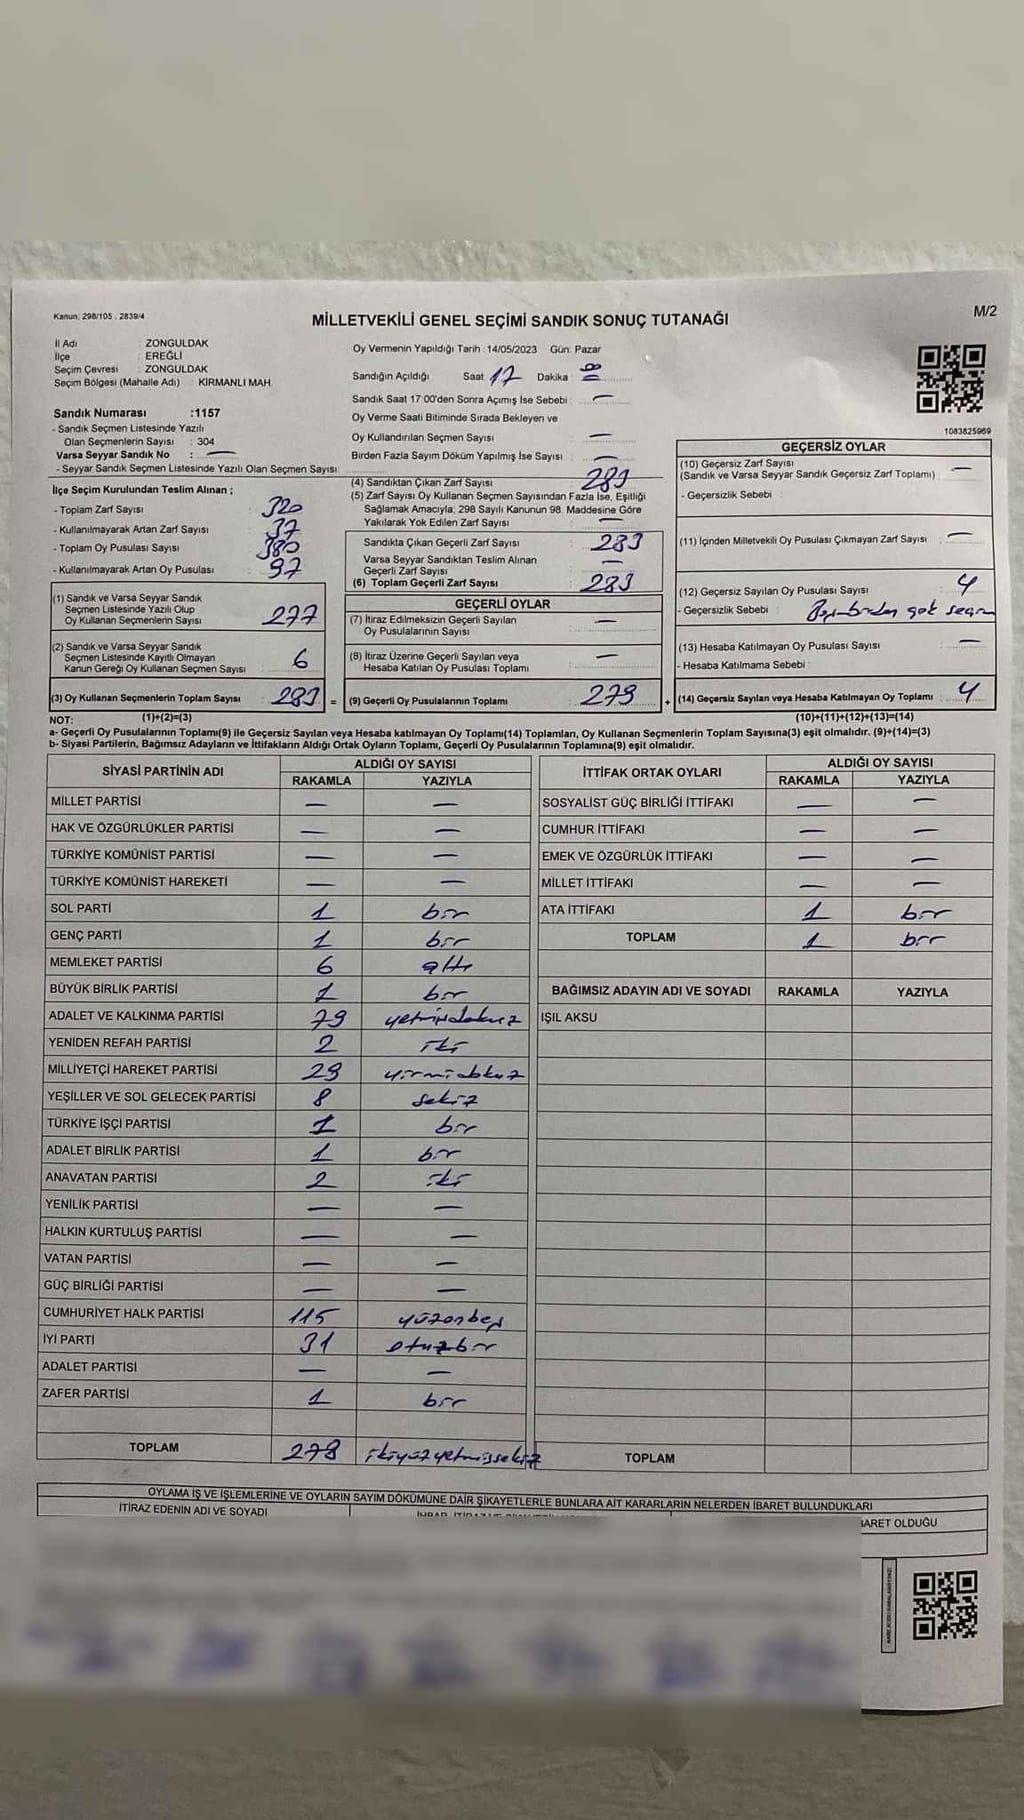 Kanun; 298/105 , 2839/4
MİLLETVEKİLİ GENEL SEÇİMİ SANDIK SONUÇ TUTANAĞI
M/2
İl Adı ZONGULDAK
İlçe EREĞLİ
Seçim Çevresi ZONGULDAK
Seçim Bölgesi (Mahalle Adı) KİRMANLI MAH.
Sandık Numarası :1157
- Sandık Seçmen Listesinde Yazılı
Olan Seçmenlerin Sayısı : 304
Varsa Seyyar Sandık No : —
- Seyyar Sandık Seçmen Listesinde Yazılı Olan Seçmen Sayısı
İlçe Seçim Kurulundan Teslim Alınan ;
- Toplam Zarf Sayısı 320
- Kullanılmayarak Artan Zarf Sayısı 37
- Toplam Oy Pusulası Sayısı 380
- Kullanılmayarak Artan Oy Pusulası 97
(1) Sandık ve Varsa Seyyar Sandık
Seçmen Listesinde Yazılı Olup
Oy Kullanan Seçmenlerin Sayısı 277
(2) Sandık ve Varsa Seyyar Sandık
Seçmen Listesinde Kayıtlı Olmayan
Kanun Gereği Oy Kullanan Seçmen Sayısı 6
(3) Oy Kullanan Seçmenlerin Toplam Sayısı 283 =
Oy Vermenin Yapıldığı Tarih : 14/05/2023 Gün: Pazar
Sandığın Açıldığı Saat 17 Dakika : 00
Sandık Saat 17:00'den Sonra Açımış İse Sebebi : —
Oy Verme Saati Bitiminde Sırada Bekleyen ve
Oy Kullandırılan Seçmen Sayısı —
Birden Fazla Sayım Döküm Yapılmış İse Sayısı —
(4) Sandıktan Çıkan Zarf Sayısı 283
(5) Zarf Sayısı Oy Kullanan Seçmen Sayısından Fazla İse, Eşitliği
Sağlamak Amacıyla, 298 Sayılı Kanunun 98. Maddesine Göre
Yakılarak Yok Edilen Zarf Sayısı —
Sandıkta Çıkan Geçerli Zarf Sayısı : 283
Varsa Seyyar Sandıktan Teslim Alınan
Geçerli Zarf Sayısı —
(6) Toplam Geçerli Zarf Sayısı : 283
GEÇERLİ OYLAR
(7) İtiraz Edilmeksizin Geçerli Sayılan
Oy Pusulalarının Sayısı —
(8) İtiraz Üzerine Geçerli Sayılan veya
Hesaba Katılan Oy Pusulası Toplamı —
(9) Geçerli Oy Pusulalarının Toplamı 279 +
1083825969
GEÇERSİZ OYLAR
(10) Geçersiz Zarf Sayısı
(Sandık ve Varsa Seyyar Sandık Geçersiz Zarf Toplamı) —
- Geçersizlik Sebebi :
(11) İçinden Milletvekili Oy Pusulası Çıkmayan Zarf Sayısı —
(12) Geçersiz Sayılan Oy Pusulası Sayısı 4
- Geçersizlik Sebebi : çok seçim
(13) Hesaba Katılmayan Oy Pusulası Sayısı —
- Hesaba Katılmama Sebebi
(14) Geçersiz Sayılan veya Hesaba Katılmayan Oy Toplamı 4
NOT: (1)+(2)=(3) (10)+(11)+(12)+(13)=(14)
a- Geçerli Oy Pusulalarının Toplamı(9) ile Geçersiz Sayılan veya Hesaba katılmayan Oy Toplamı(14) Toplamları, Oy Kullanan Seçmenlerin Toplam Sayısına(3) eşit olmalıdır. (9)+(14)=(3)
b- Siyasi Partilerin, Bağımsız Adayların ve İttifakların Aldığı Ortak Oyların Toplamı, Geçerli Oy Pusulalarının Toplamına(9) eşit olmalıdır.
SİYASİ PARTİNİN ADI ALDIĞI OY SAYISI
RAKAMLA YAZIYLA
MİLLET PARTİSİ — —
HAK VE ÖZGÜRLÜKLER PARTİSİ — —
TÜRKİYE KOMÜNİST PARTİSİ — —
TÜRKİYE KOMÜNİST HAREKETİ — —
SOL PARTİ 1 bir
GENÇ PARTİ 1 bir
MEMLEKET PARTİSİ 6 altı
BÜYÜK BİRLİK PARTİSİ 1 bir
ADALET VE KALKINMA PARTİSİ 79 yetmişdokuz
YENİDEN REFAH PARTİSİ 2 iki
MİLLİYETÇİ HAREKET PARTİSİ 29 yirmidokuz
YEŞİLLER VE SOL GELECEK PARTİSİ 8 sekiz
TÜRKİYE İŞÇİ PARTİSİ 1 bir
ADALET BİRLİK PARTİSİ 1 bir
ANAVATAN PARTİSİ 2 iki
YENİLİK PARTİSİ — —
HALKIN KURTULUŞ PARTİSİ — —
VATAN PARTİSİ — —
GÜÇ BİRLİĞİ PARTİSİ — —
CUMHURİYET HALK PARTİSİ 115 yüzonbeş
İYİ PARTİ 31 otuzbir
ADALET PARTİSİ — —
ZAFER PARTİSİ 1 bir
TOPLAM 278 ikiyüzyetmişsekiz
İTTİFAK ORTAK OYLARI ALDIĞI OY SAYISI
RAKAMLA YAZIYLA
SOSYALİST GÜÇ BİRLİĞİ İTTİFAKI — —
CUMHUR İTTİFAKI — —
EMEK VE ÖZGÜRLÜK İTTİFAKI — —
MİLLET İTTİFAKI — —
ATA İTTİFAKI 1 bir
TOPLAM 1 bir
BAĞIMSIZ ADAYIN ADI VE SOYADI RAKAMLA YAZIYLA
IŞIL AKSU
TOPLAM
OYLAMA İŞ VE İŞLEMLERİNE VE OYLARIN SAYIM DÖKÜMÜNE DAİR ŞİKAYETLERLE BUNLARA AİT KARARLARIN NELERDEN İBARET BULUNDUKLARI
İTİRAZ EDENİN ADI VE SOYADI
İBARET OLDUĞU